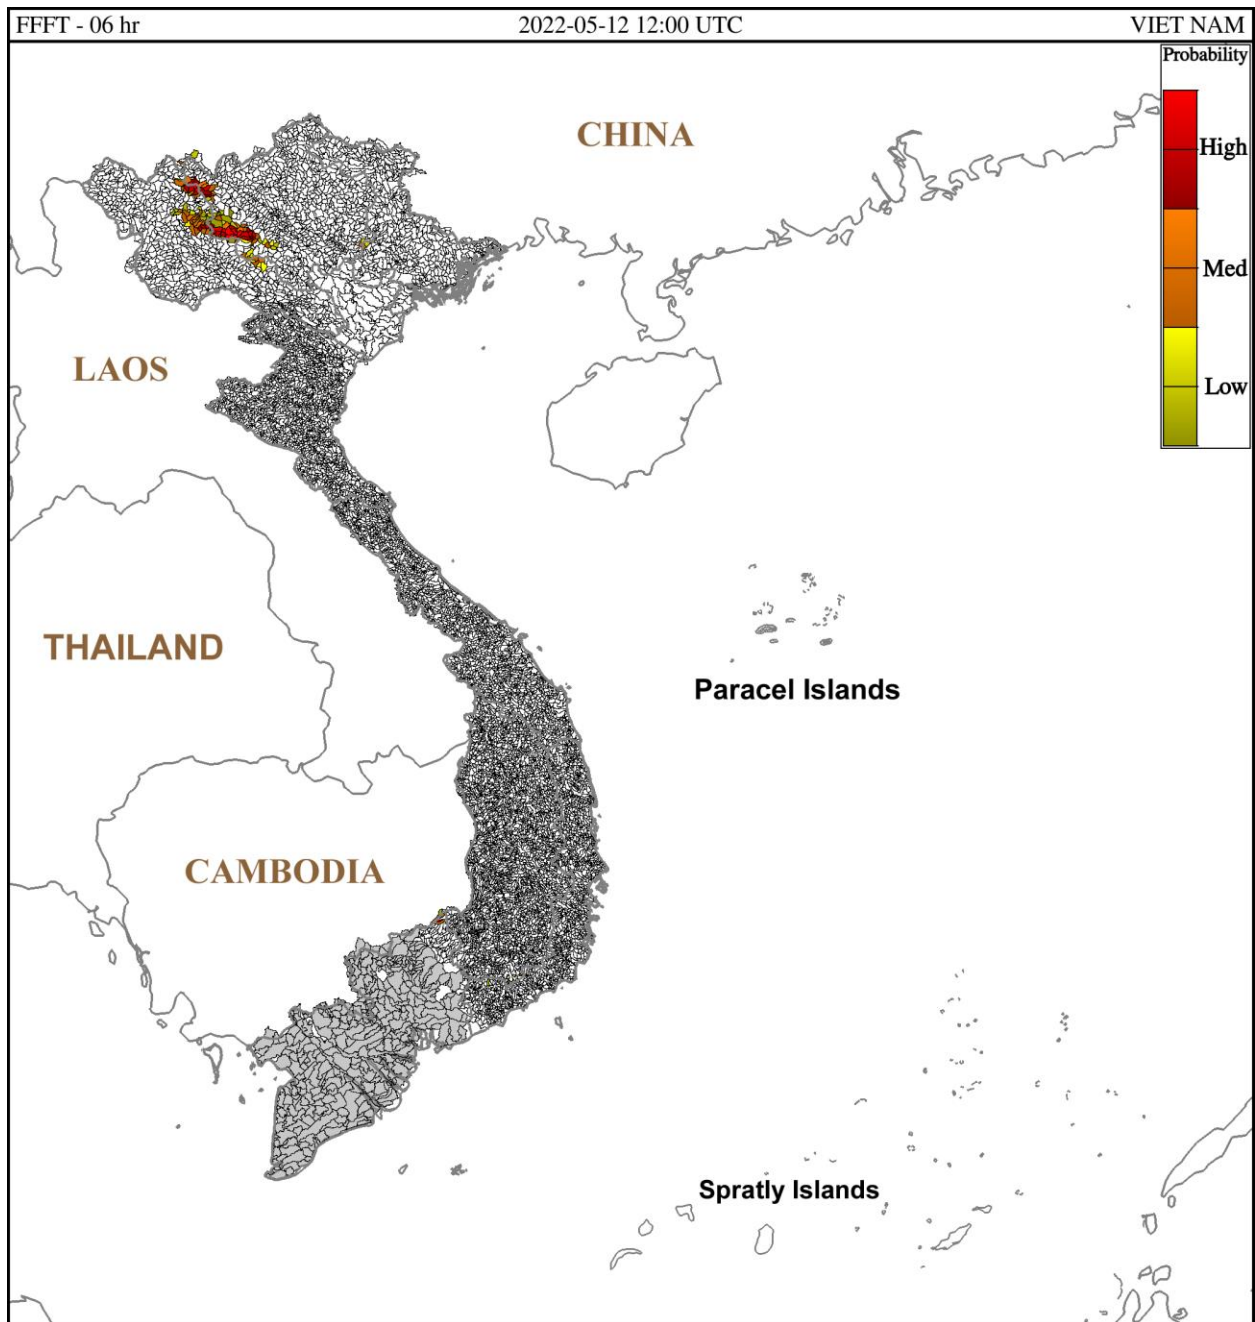 FFFT - 06 hr 2022-05-12 12:00 UTC VIET NAM
Probability
CHINA
High
Med
LAOS
Low
THAILAND
Paracel Islands
CAMBODIA
Spratly Islands